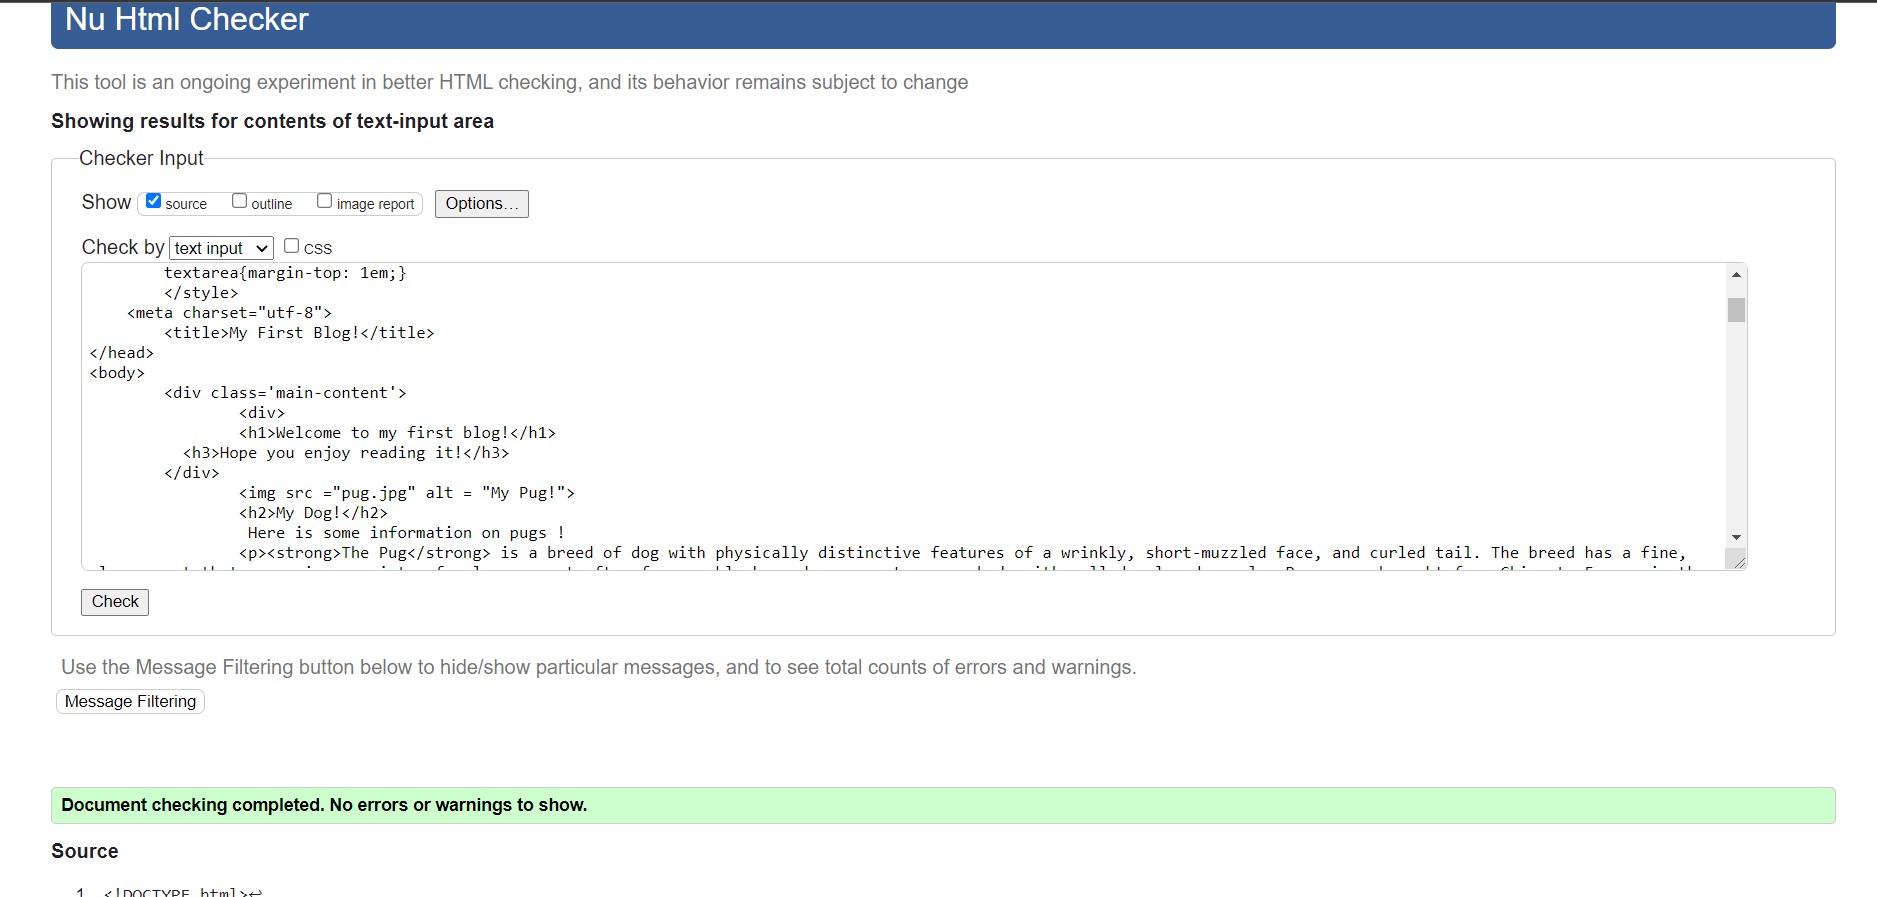 Nu Html Checker
This tool is an ongoing experiment in better HTML checking, and its behavior remains subject to change
Showing results for contents of text-input area
Checker Input
Show source outline image report Options...
Check by text input CSS
textarea{margin-top: 1em;}
</style>
<meta charset="utf-8">
<title>My First Blog!</title>
</head>
<body>
<div class='main-content'>
<div>
<h1>Welcome to my first blog!</h1>
<h3>Hope you enjoy reading it!</h3>
</div>
<img src ="pug.jpg" alt = "My Pug!">
<h2>My Dog!</h2>
Here is some information on pugs !
<p><strong>The Pug</strong> is a breed of dog with physically distinctive features of a wrinkly, short-muzzled face, and curled tail. The breed has a fine,
Check
Use the Message Filtering button below to hide/show particular messages, and to see total counts of errors and warnings.
Message Filtering
Document checking completed. No errors or warnings to show.
Source
1 <!DOCTYPE html>↩